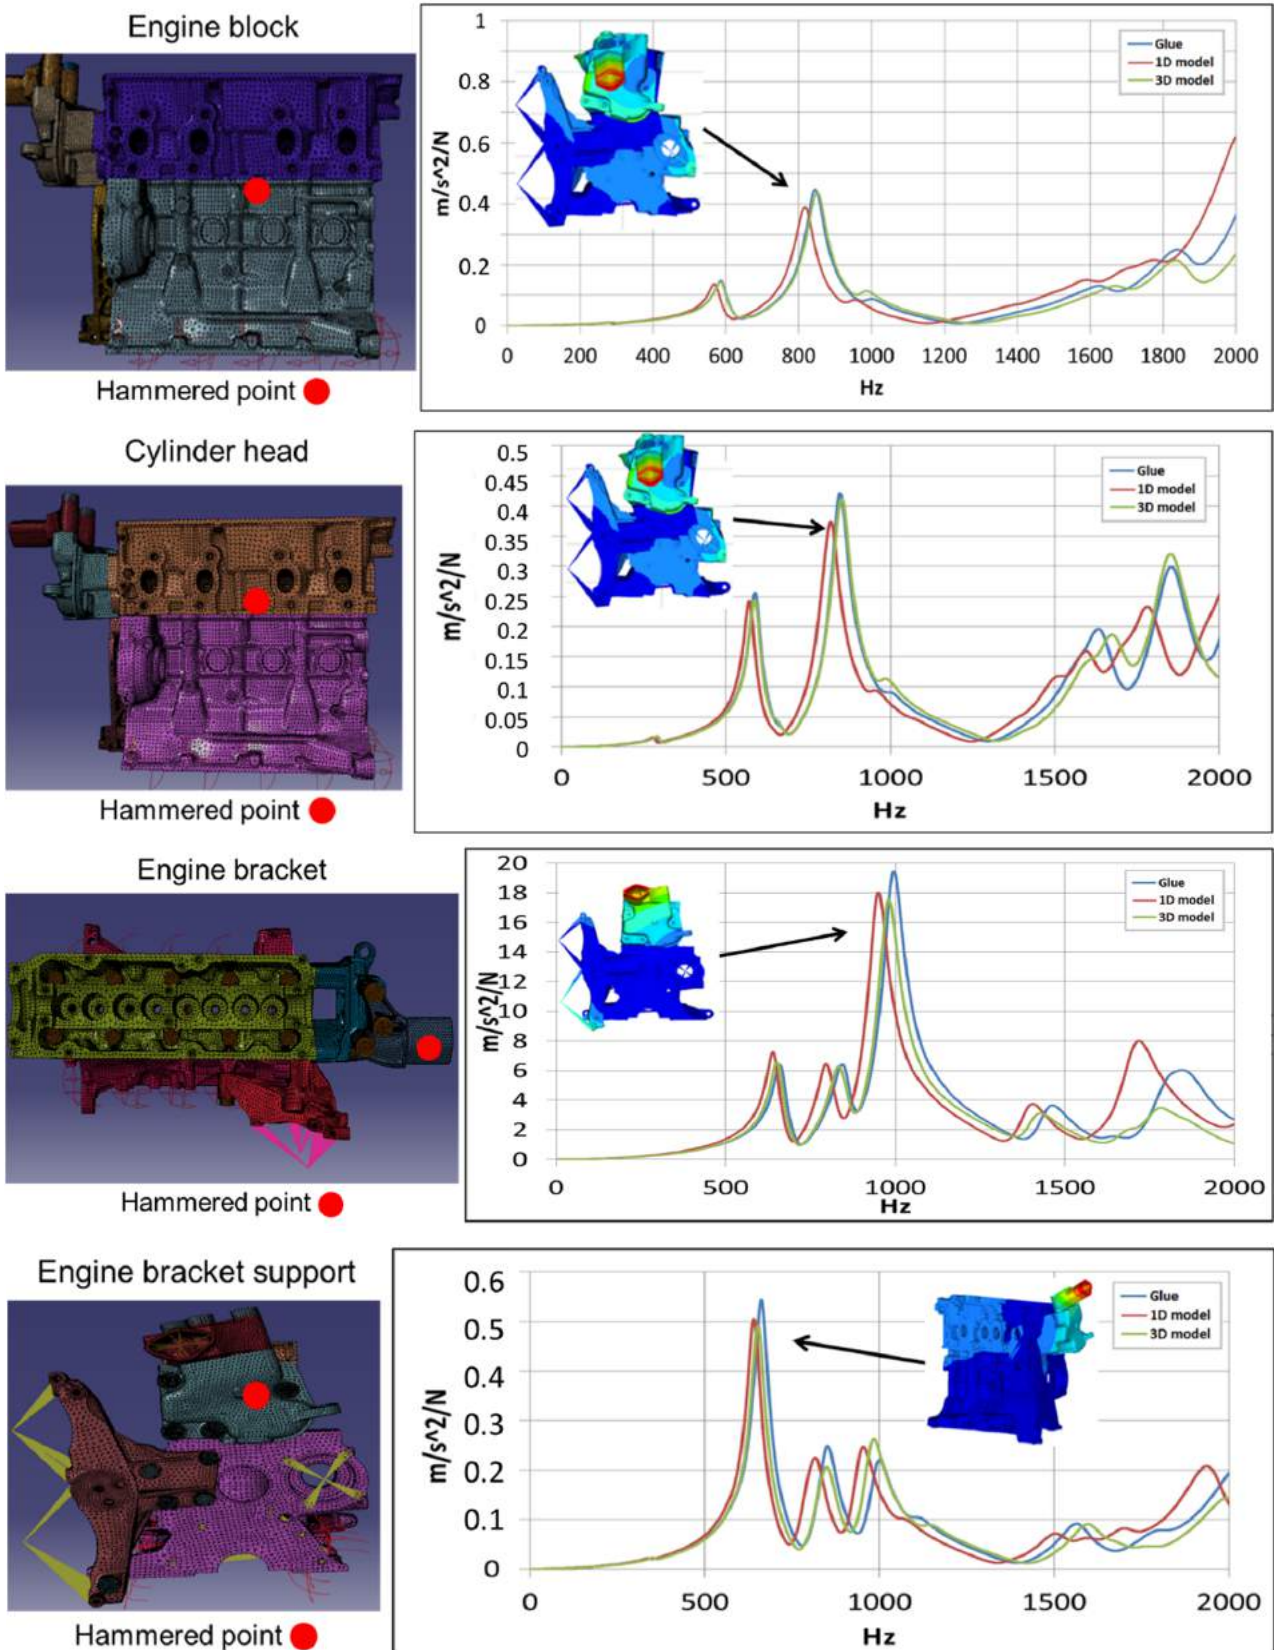 Engine block
Hammered point
m/s^2/N
1
0.8
0.6
0.4
0.2
0
0 200 400 600 800 1000 1200 1400 1600 1800 2000
Hz
Glue
1D model
3D model
Cylinder head
Hammered point
m/s^2/N
0.5
0.45
0.4
0.35
0.3
0.25
0.2
0.15
0.1
0.05
0
0 500 1000 1500 2000
Hz
Glue
1D model
3D model
Engine bracket
Hammered point
m/s^2/N
20
18
16
14
12
10
8
6
4
2
0
0 500 1000 1500 2000
Hz
Glue
1D model
3D model
Engine bracket support
Hammered point
m/s^2/N
0.6
0.5
0.4
0.3
0.2
0.1
0
0 500 1000 1500 2000
Hz
Glue
1D model
3D model